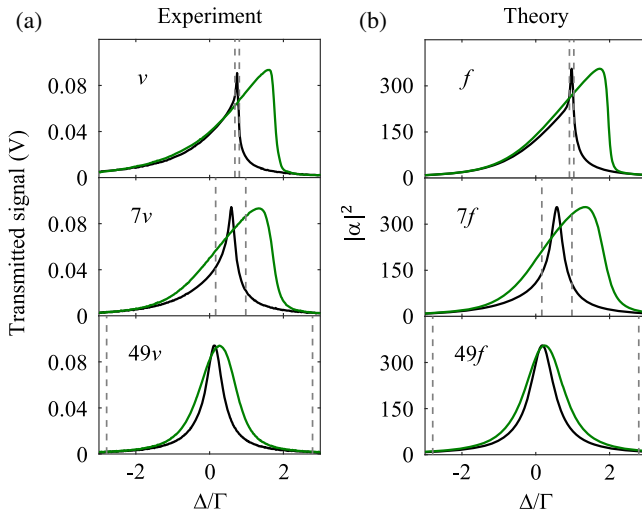 (a) Experiment
(b) Theory
Transmitted signal (V)
0.08
0.04
0
v
0.08
0.04
0
7v
0.08
0.04
0
49v
-2 0 2
Δ/Γ
|α|²
300
150
0
f
300
150
0
7f
300
150
0
49f
-2 0 2
Δ/Γ